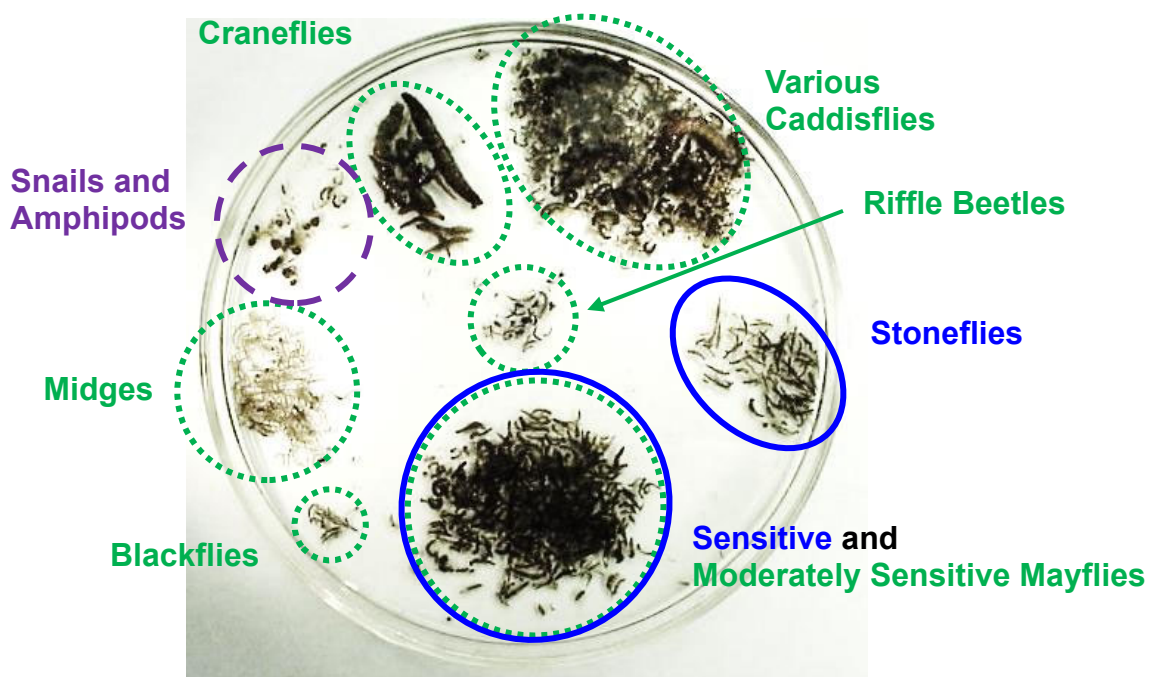 Craneflies
Various
Caddisflies
Snails and
Amphipods
Riffle Beetles
Stoneflies
Midges
Blackflies
Sensitive and
Moderately Sensitive Mayflies